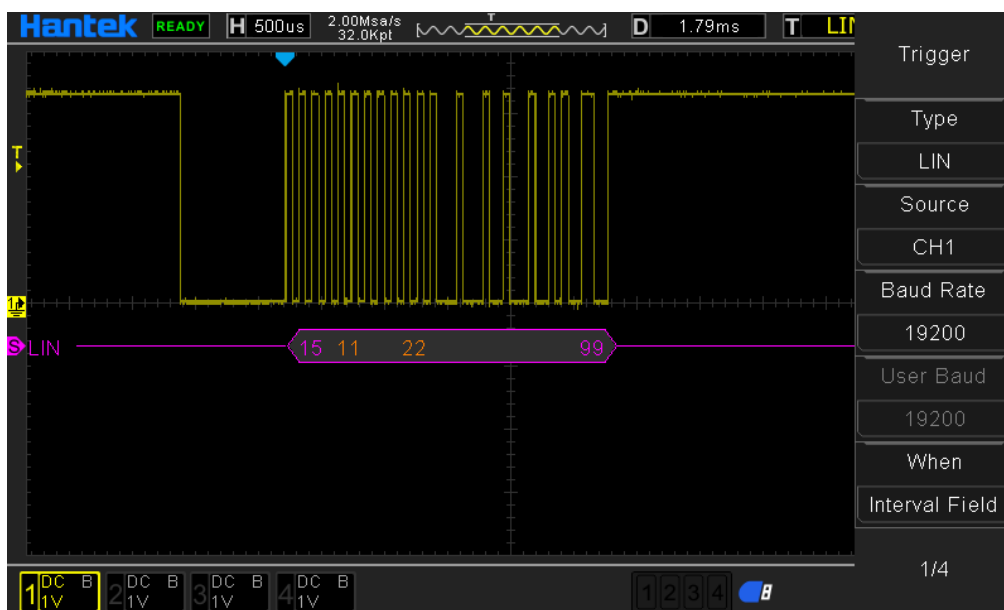 Hantek READY H 500us 2.00Msa/s 32.0Kpt T D 1.79ms T LIN
Trigger
Type
LIN
Source
CH1
Baud Rate
19200
User Baud
19200
When
Interval Field
1/4
T
1
S LIN 15 11 22 99
1 DC B 1V 2 DC B 1V 3 DC B 1V 4 DC B 1V 1 2 3 4